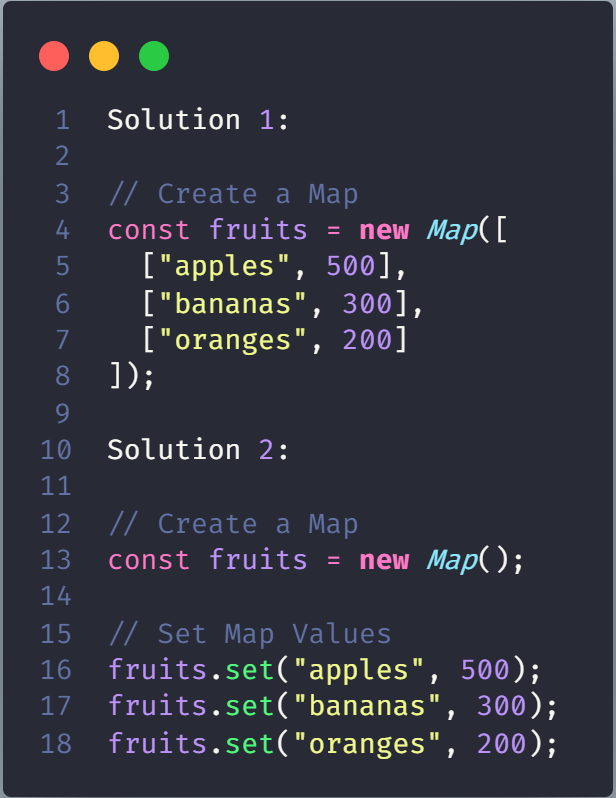 1 Solution 1:
2
3 // Create a Map
4 const fruits = new Map([
5   ["apples", 500],
6   ["bananas", 300],
7   ["oranges", 200]
8 ]);
9
10 Solution 2:
11
12 // Create a Map
13 const fruits = new Map();
14
15 // Set Map Values
16 fruits.set("apples", 500);
17 fruits.set("bananas", 300);
18 fruits.set("oranges", 200);